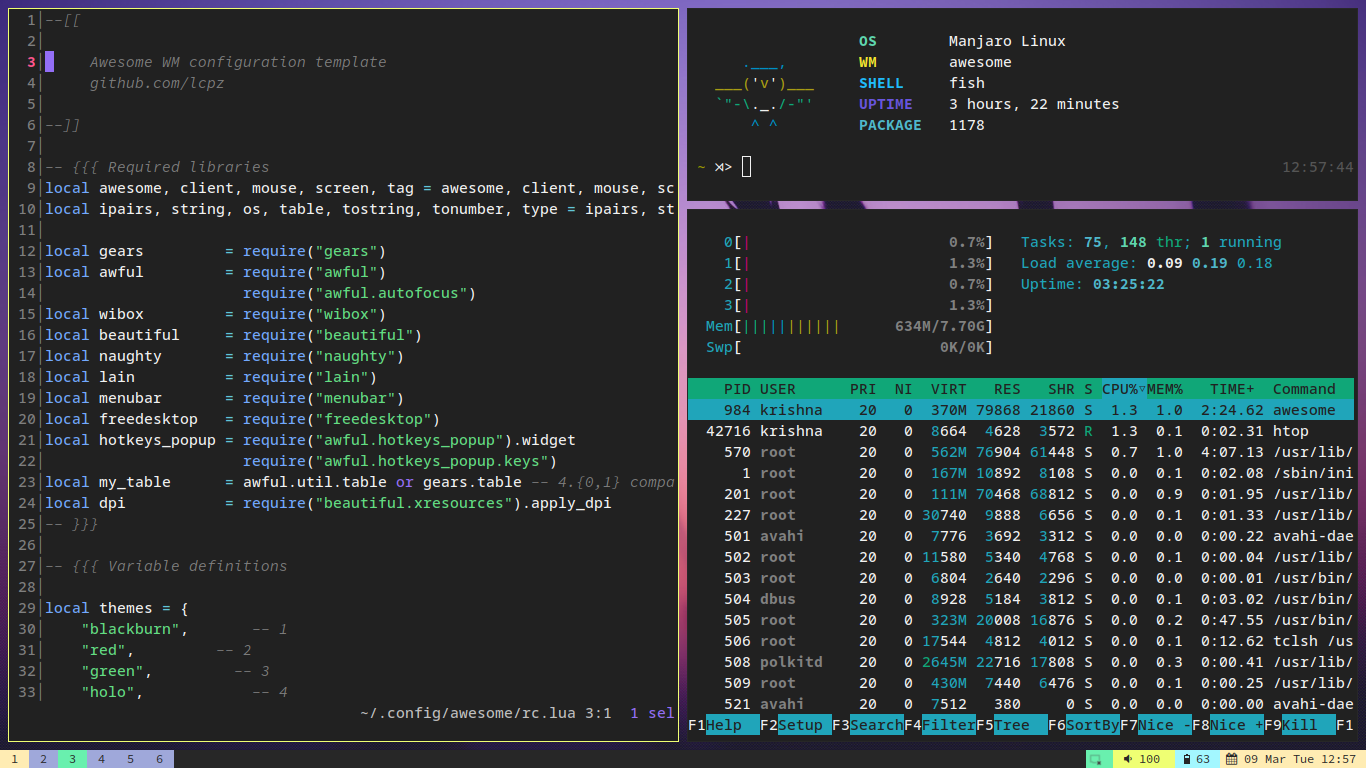 1 --[[
2
3     Awesome WM configuration template
4     github.com/lcpz
5
6 --]]
7
8 -- {{{ Required libraries
9 local awesome, client, mouse, screen, tag = awesome, client, mouse, sc
10 local ipairs, string, os, table, tostring, tonumber, type = ipairs, st
11
12 local gears         = require("gears")
13 local awful         = require("awful")
14                       require("awful.autofocus")
15 local wibox         = require("wibox")
16 local beautiful     = require("beautiful")
17 local naughty       = require("naughty")
18 local lain          = require("lain")
19 local menubar       = require("menubar")
20 local freedesktop   = require("freedesktop")
21 local hotkeys_popup = require("awful.hotkeys_popup").widget
22                       require("awful.hotkeys_popup.keys")
23 local my_table      = awful.util.table or gears.table -- 4.{0,1} compa
24 local dpi           = require("beautiful.xresources").apply_dpi
25 -- }}}
26
27 -- {{{ Variable definitions
28
29 local themes = {
30     "blackburn",       -- 1
31     "red",         -- 2
32     "green",         -- 3
33     "holo",            -- 4
~/.config/awesome/rc.lua 3:1  1 sel
   .___,
___('v')___
`"-\._./-"'
    ^ ^
OS        Manjaro Linux
WM        awesome
SHELL     fish
UPTIME    3 hours, 22 minutes
PACKAGE   1178
~ ⋊> 12:57:44
0[| 0.7%]   Tasks: 75, 148 thr; 1 running
1[| 1.3%]   Load average: 0.09 0.19 0.18
2[| 0.7%]   Uptime: 03:25:22
3[| 1.3%]
Mem[||||||||||| 634M/7.70G]
Swp[ 0K/0K]
PID USER PRI NI VIRT RES SHR S CPU%▽MEM% TIME+ Command
984 krishna 20 0 370M 79868 21860 S 1.3 1.0 2:24.62 awesome
42716 krishna 20 0 8664 4628 3572 R 1.3 0.1 0:02.31 htop
570 root 20 0 562M 76904 61448 S 0.7 1.0 4:07.13 /usr/lib/
1 root 20 0 167M 10892 8108 S 0.0 0.1 0:02.08 /sbin/ini
201 root 20 0 111M 70468 68812 S 0.0 0.9 0:01.95 /usr/lib/
227 root 20 0 30740 9888 6656 S 0.0 0.1 0:01.33 /usr/lib/
501 avahi 20 0 7776 3692 3312 S 0.0 0.0 0:00.22 avahi-dae
502 root 20 0 11580 5340 4768 S 0.0 0.1 0:00.04 /usr/lib/
503 root 20 0 6804 2640 2296 S 0.0 0.0 0:00.01 /usr/bin/
504 dbus 20 0 8928 5184 3812 S 0.0 0.1 0:03.02 /usr/bin/
505 root 20 0 323M 20008 16876 S 0.0 0.2 0:47.55 /usr/bin/
506 root 20 0 17544 4812 4012 S 0.0 0.1 0:12.62 tclsh /us
508 polkitd 20 0 2645M 22716 17808 S 0.0 0.3 0:00.41 /usr/lib/
509 root 20 0 430M 7440 6476 S 0.0 0.1 0:00.25 /usr/lib/
521 avahi 20 0 7512 380 0 S 0.0 0.0 0:00.00 avahi-dae
F1Help F2Setup F3SearchF4FilterF5Tree F6SortByF7Nice -F8Nice +F9Kill F1
1 2 3 4 5 6
100 63 09 Mar Tue 12:57